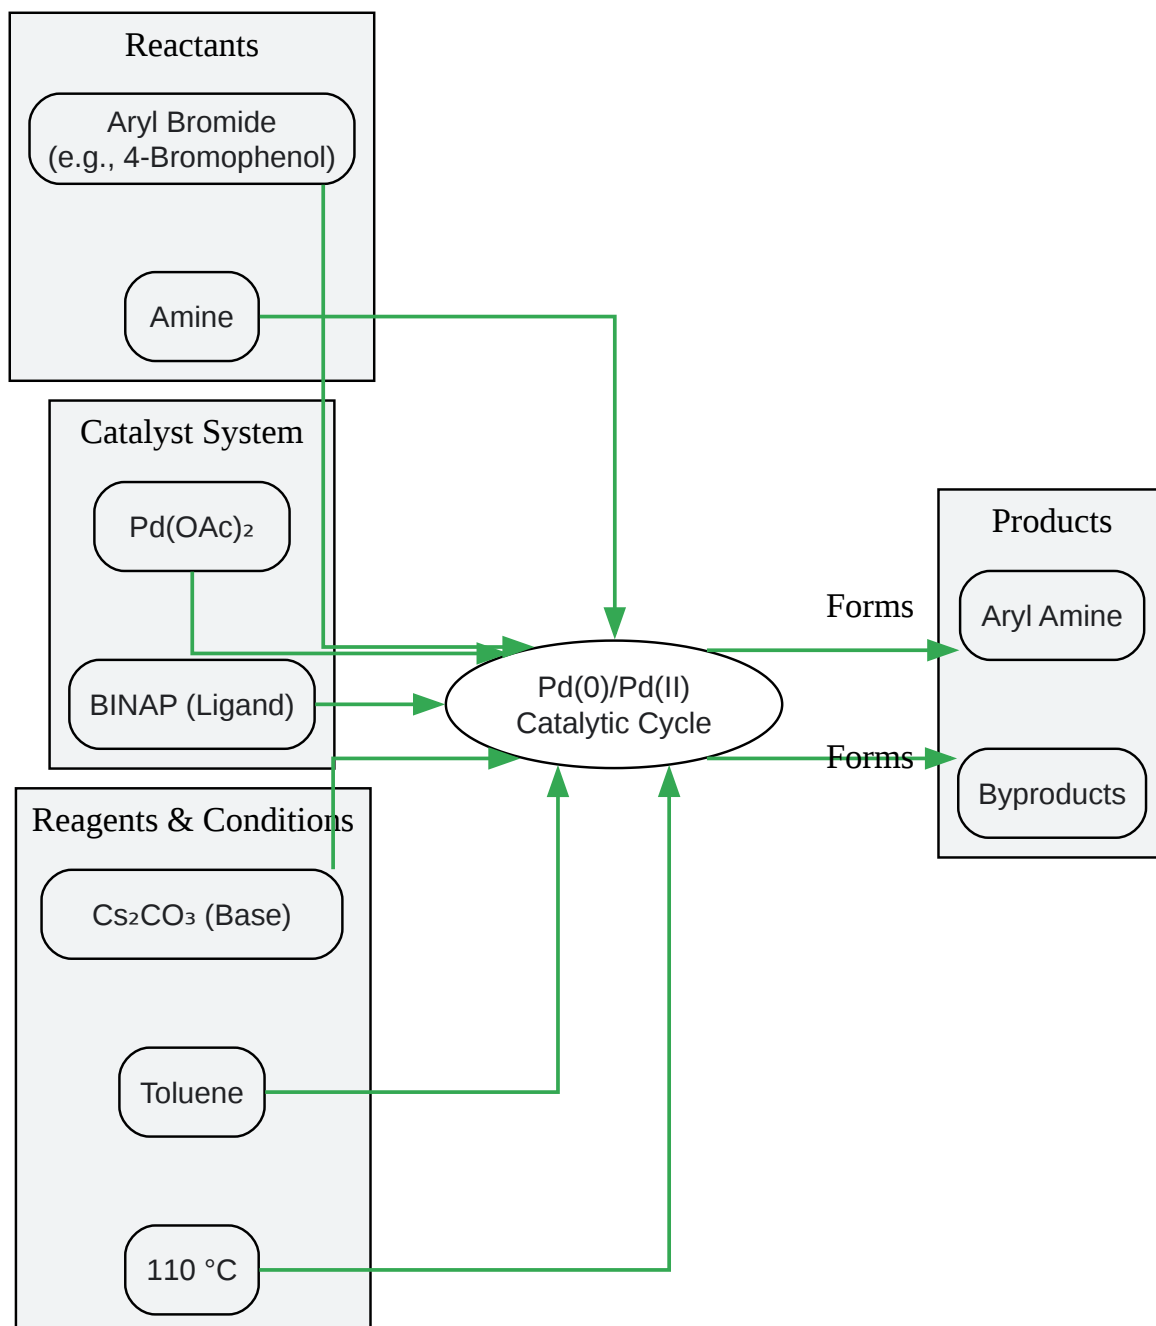 Reactants
Aryl Bromide
(e.g., 4-Bromophenol)
Amine
Catalyst System
Pd(OAc)₂
BINAP (Ligand)
Reagents & Conditions
Cs₂CO₃ (Base)
Toluene
110 °C
Pd(0)/Pd(II)
Catalytic Cycle
Forms
Forms
Products
Aryl Amine
Byproducts